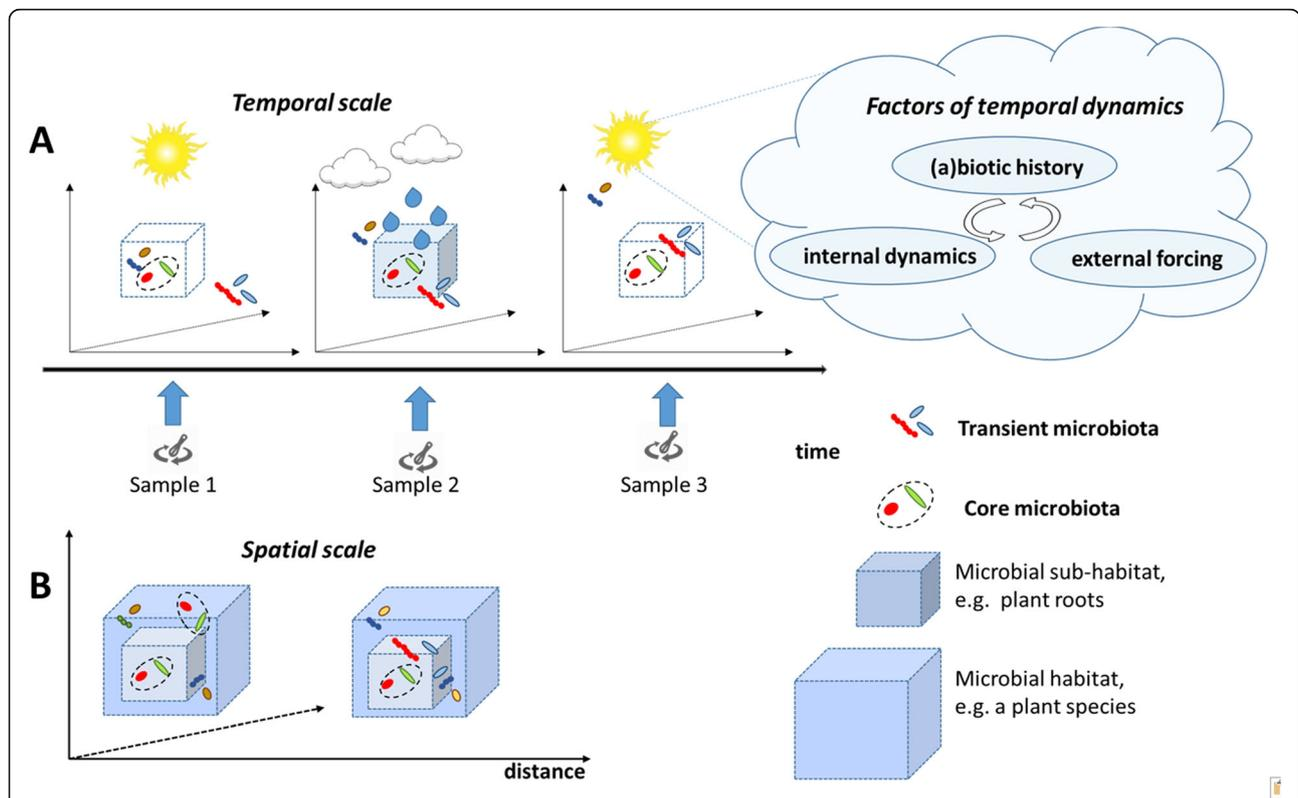 Temporal scale
A
Factors of temporal dynamics
(a)biotic history
internal dynamics
external forcing
time
Sample 1
Sample 2
Sample 3
Transient microbiota
Core microbiota
Microbial sub-habitat,
e.g. plant roots
Microbial habitat,
e.g. a plant species
B
Spatial scale
distance